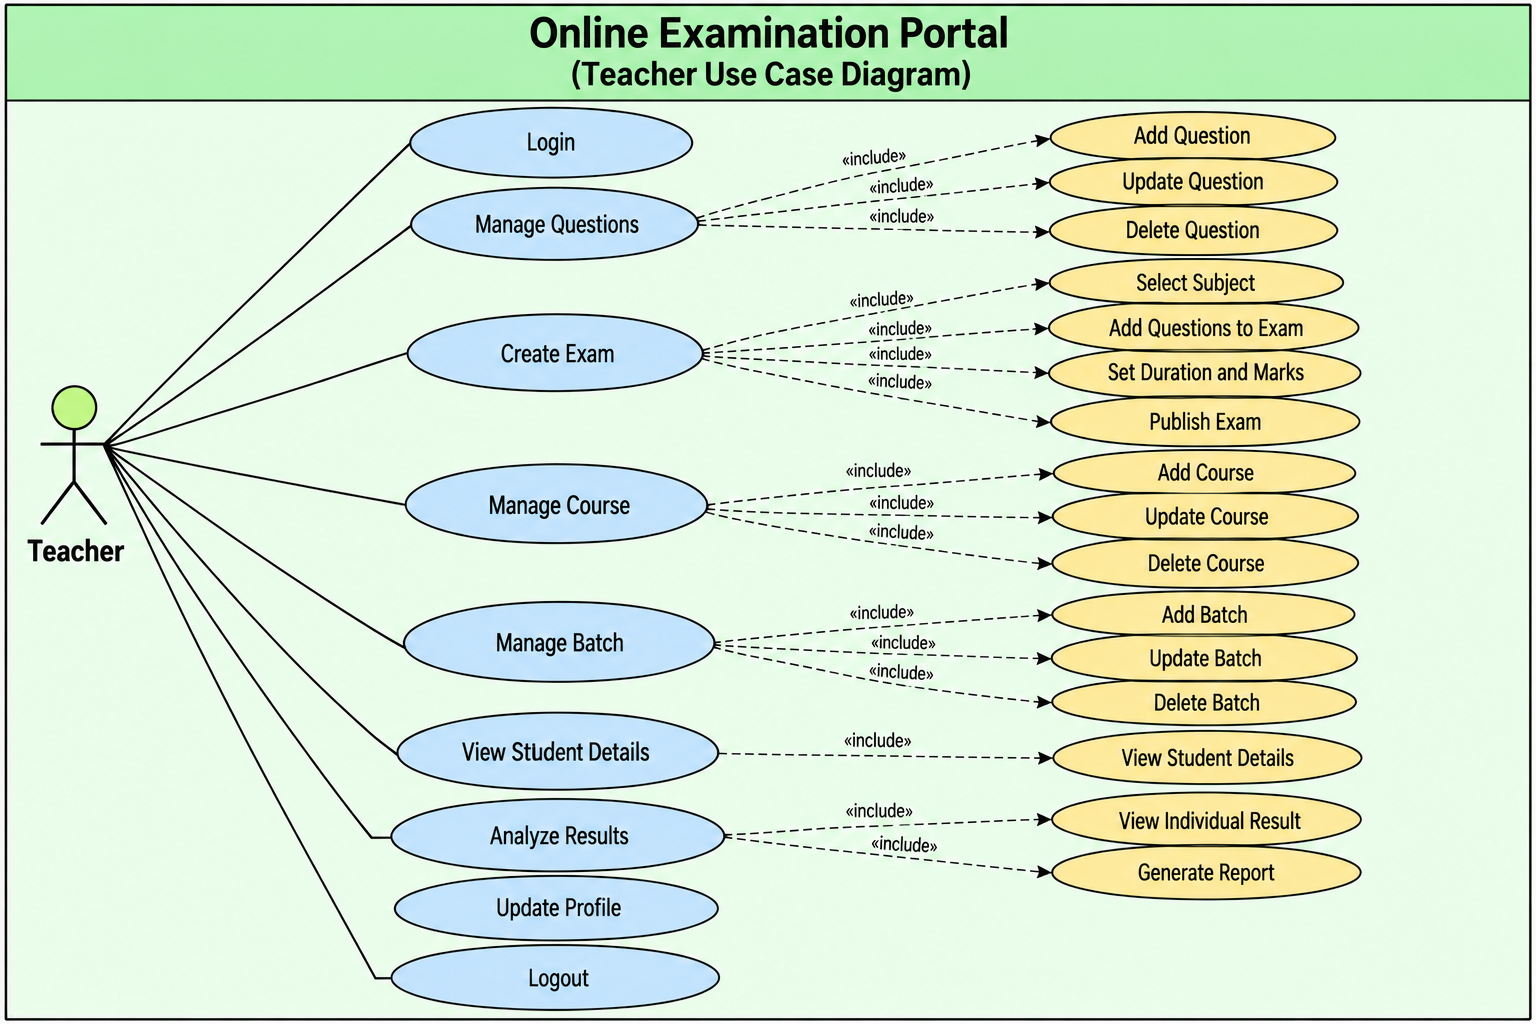 Online Examination Portal
(Teacher Use Case Diagram)
Login
Manage Questions
«include»
«include»
«include»
Add Question
Update Question
Delete Question
Create Exam
«include»
«include»
«include»
«include»
Select Subject
Add Questions to Exam
Set Duration and Marks
Publish Exam
Teacher
Manage Course
«include»
«include»
«include»
Add Course
Update Course
Delete Course
Manage Batch
«include»
«include»
«include»
Add Batch
Update Batch
Delete Batch
View Student Details
«include»
View Student Details
Analyze Results
«include»
«include»
View Individual Result
Generate Report
Update Profile
Logout